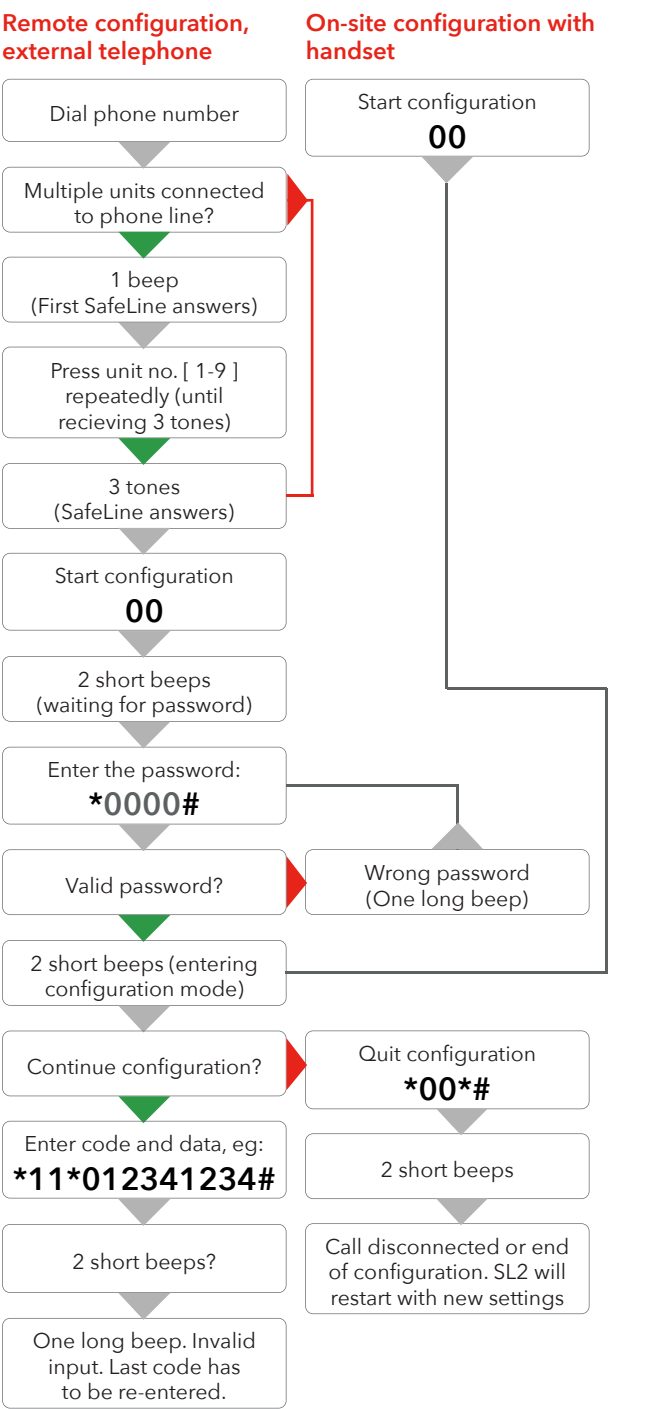 Remote configuration,
external telephone
On-site configuration with
handset
Dial phone number
Start configuration
00
Multiple units connected
to phone line?
1 beep
(First SafeLine answers)
Press unit no. [ 1-9 ]
repeatedly (until
recieving 3 tones)
3 tones
(SafeLine answers)
Start configuration
00
2 short beeps
(waiting for password)
Enter the password:
*0000#
Valid password?
Wrong password
(One long beep)
2 short beeps (entering
configuration mode)
Continue configuration?
Quit configuration
*00*#
Enter code and data, eg:
*11*012341234#
2 short beeps
2 short beeps?
Call disconnected or end
of configuration. SL2 will
restart with new settings
One long beep. Invalid
input. Last code has
to be re-entered.